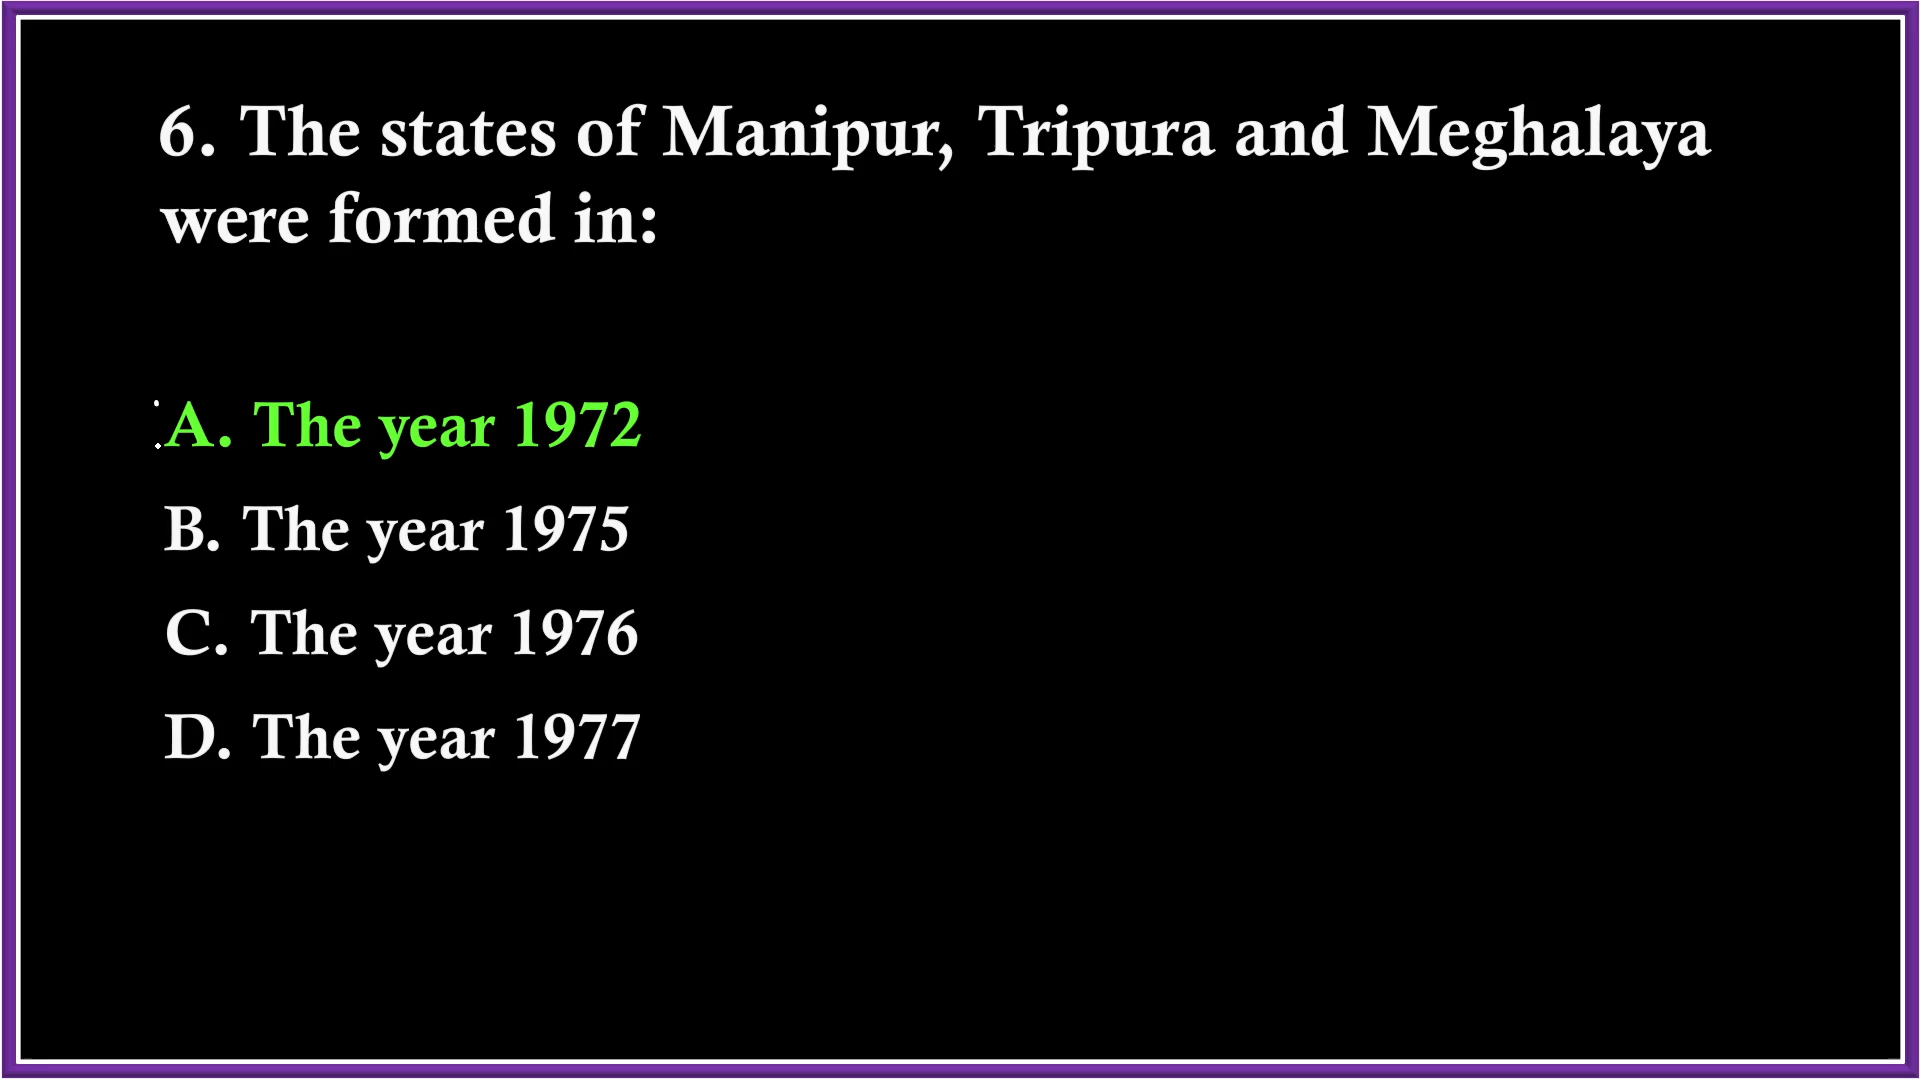 6. The states of Manipur, Tripura and Meghalaya
were formed in:
A. The year 1972
B. The year 1975
C. The year 1976
D. The year 1977